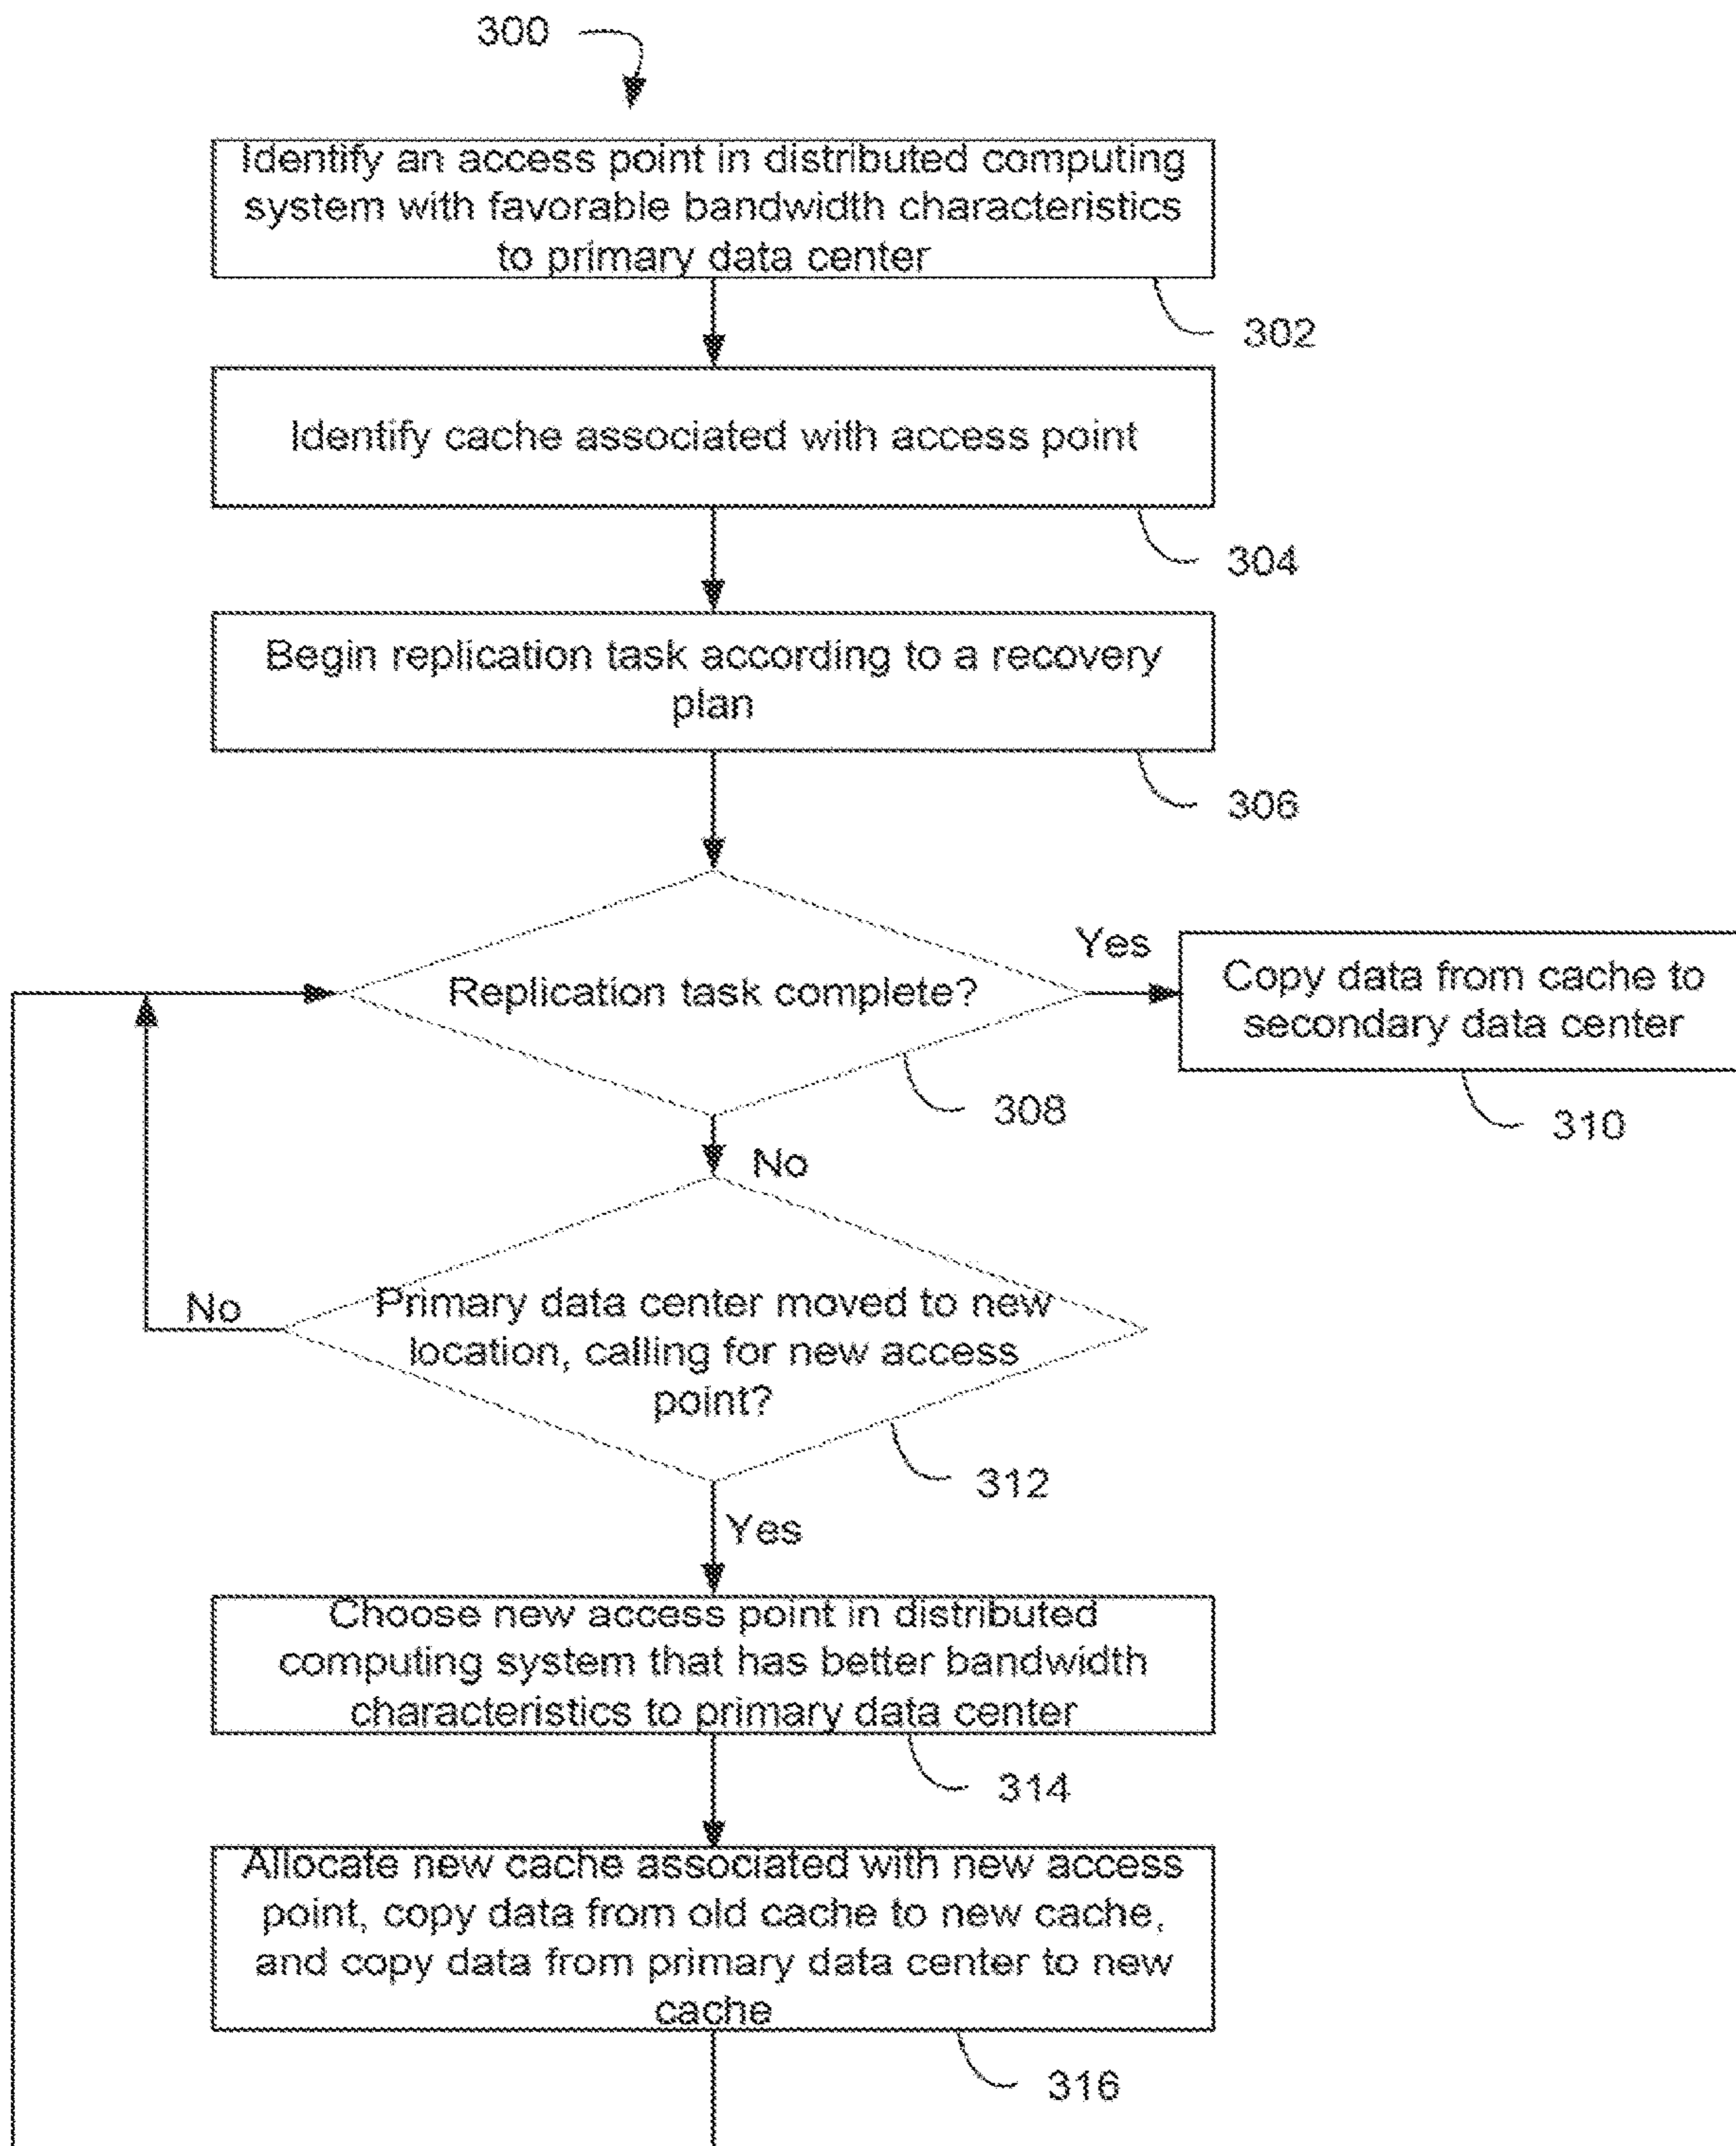 300
Identify an access point in distributed computing
system with favorable bandwidth characteristics
to primary data center
302
Identify cache associated with access point
304
Begin replication task according to a recovery
plan
306
Replication task complete?
Yes
Copy data from cache to
secondary data center
308
310
No
Primary data center moved to new
location, calling for new access
point?
No
312
Yes
Choose new access point in distributed
computing system that has better bandwidth
characteristics to primary data center
314
Allocate new cache associated with new access
point, copy data from old cache to new cache,
and copy data from primary data center to new
cache
316